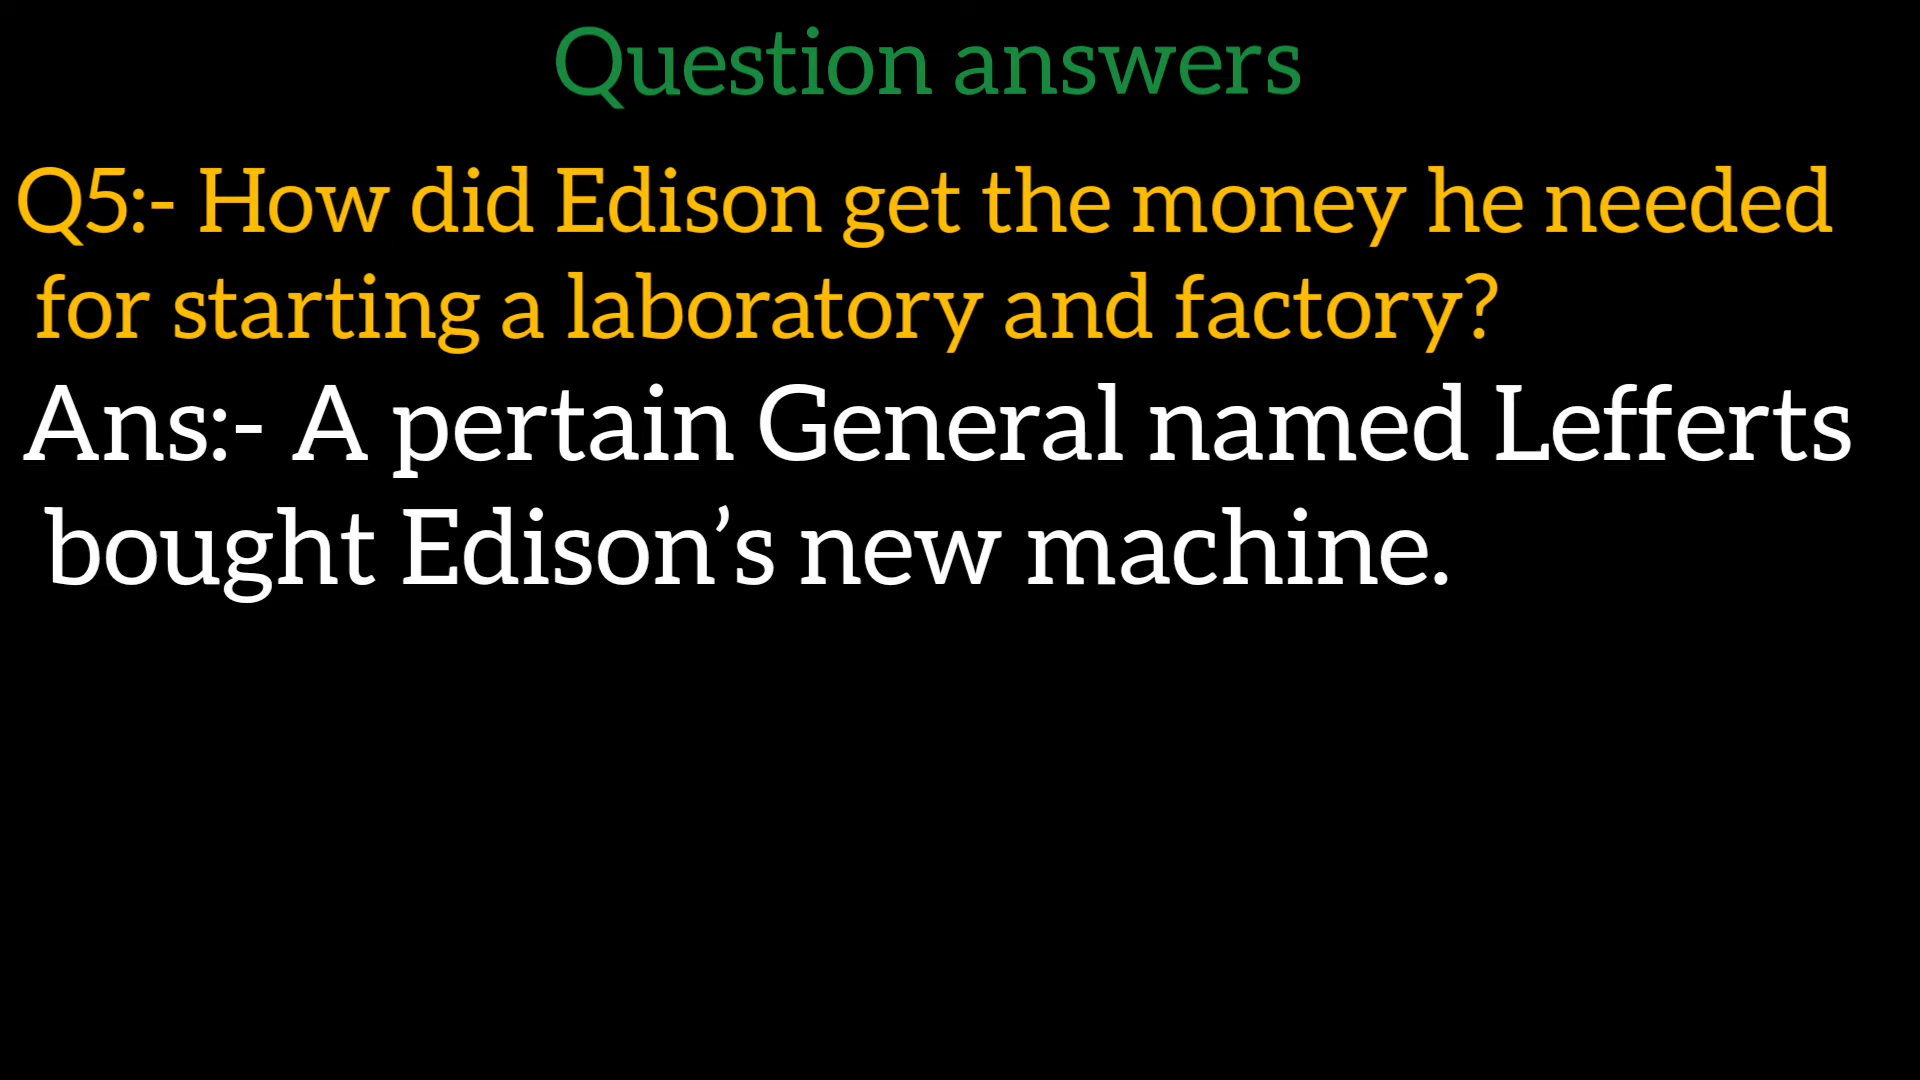 Question answers
Q5:- How did Edison get the money he needed
for starting a laboratory and factory?
Ans:- A pertain General named Lefferts
bought Edison’s new machine.